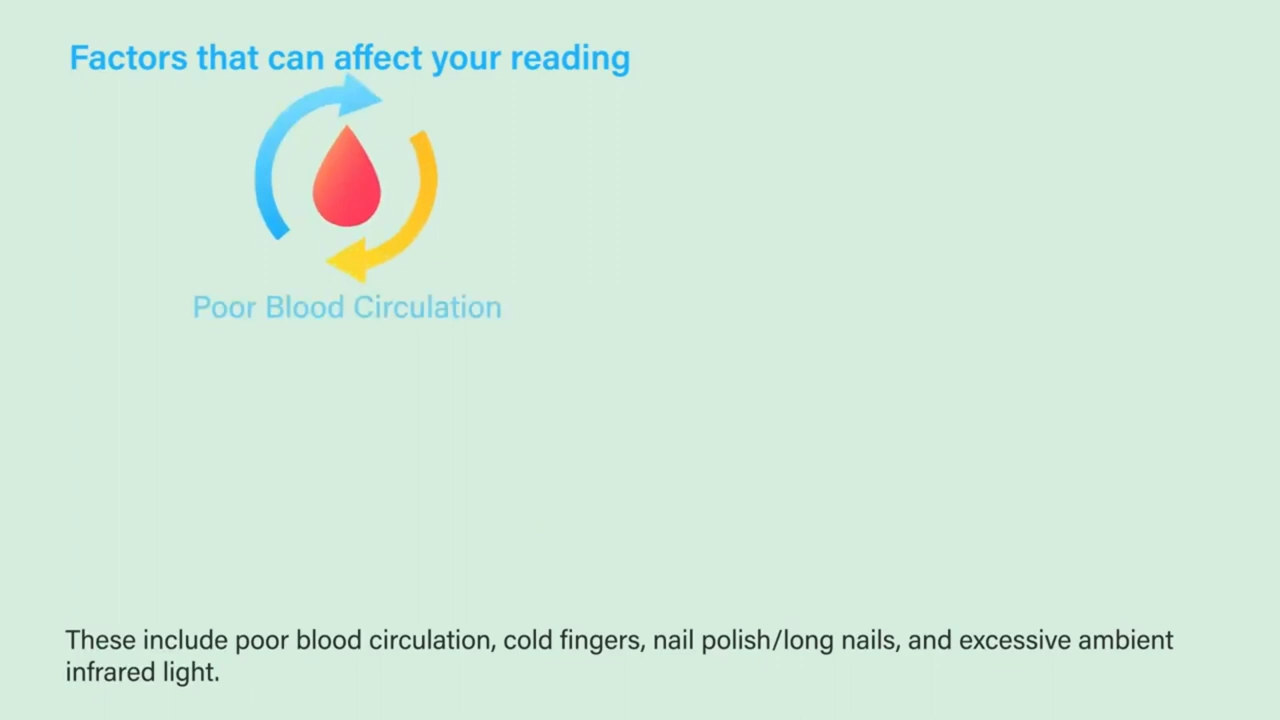 Factors that can affect your reading
Poor Blood Circulation
These include poor blood circulation, cold fingers, nail polish/long nails, and excessive ambient
infrared light.